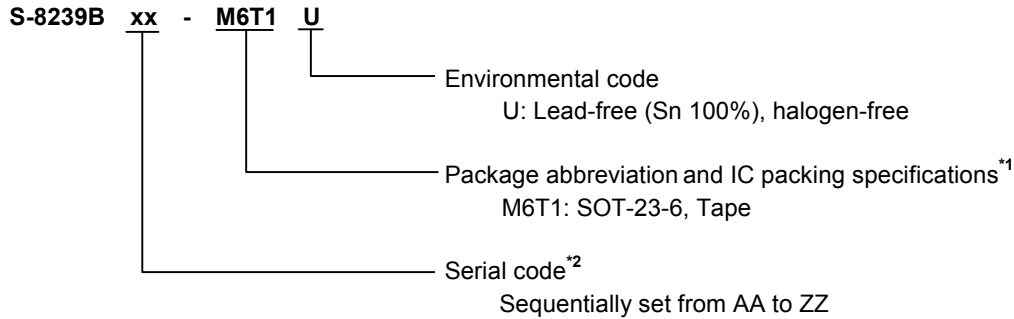 S-8239B xx - M6T1 U
Environmental code
U: Lead-free (Sn 100%), halogen-free
Package abbreviation and IC packing specifications*1
M6T1: SOT-23-6, Tape
Serial code*2
Sequentially set from AA to ZZ